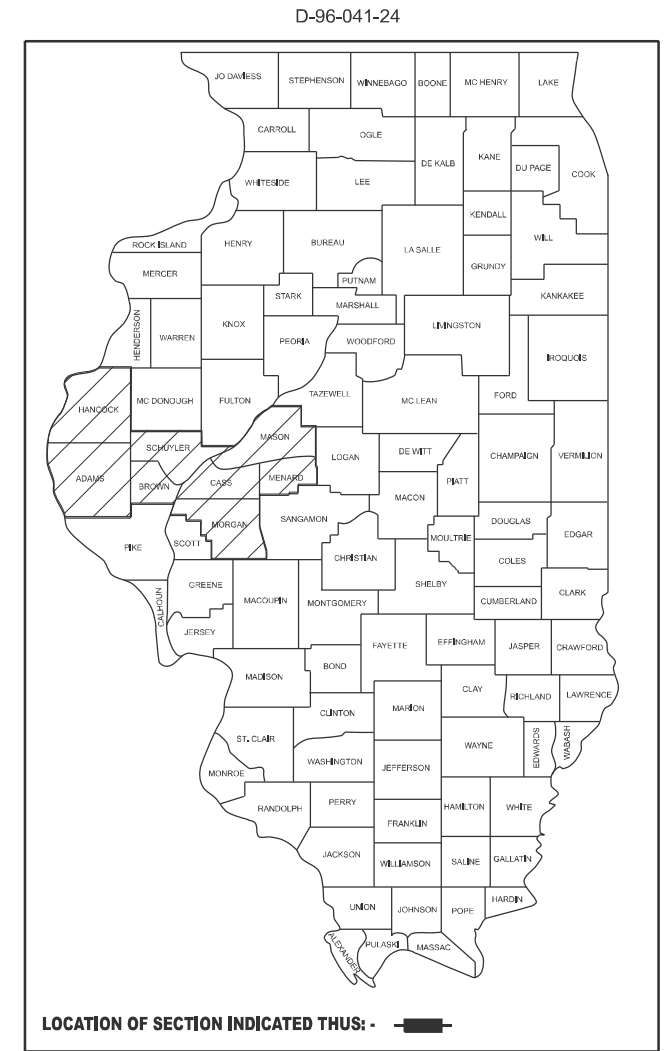 D-96-041-24
JO DAVIESS
STEPHENSON
WINNEBAGO
BOONE
MC HENRY
LAKE
CARROLL
OGLE
DE KALB
KANE
DU PAGE
COOK
WHITESIDE
LEE
KENDALL
WILL
ROCK ISLAND
HENRY
BUREAU
LA SALLE
GRUNDY
MERCER
PUTNAM
STARK
MARSHALL
KANKAKEE
HENDERSON
WARREN
KNOX
PEORIA
WOODFORD
LIVINGSTON
IROQUOIS
HANCOCK
MC DONOUGH
FULTON
TAZEWELL
MC LEAN
FORD
MASON
SCHUYLER
LOGAN
DE WITT
CHAMPAIGN
VERMILION
ADAMS
BROWN
CASS
MENARD
PIATT
MACON
MORGAN
SANGAMON
DOUGLAS
MOULTRIE
EDGAR
PIKE
SCOTT
CHRISTIAN
COLES
GREENE
SHELBY
CALHOUN
MACOUPIN
MONTGOMERY
CUMBERLAND
CLARK
JERSEY
FAYETTE
EFFINGHAM
JASPER
CRAWFORD
BOND
MADISON
CLAY
RICHLAND
LAWRENCE
CLINTON
MARION
ST. CLAIR
WAYNE
EDWARDS
WABASH
WASHINGTON
JEFFERSON
MONROE
RANDOLPH
PERRY
HAMILTON
WHITE
FRANKLIN
JACKSON
WILLIAMSON
SALINE
GALLATIN
UNION
JOHNSON
POPE
HARDIN
ALEXANDER
PULASKI
MASSAC
LOCATION OF SECTION INDICATED THUS: -